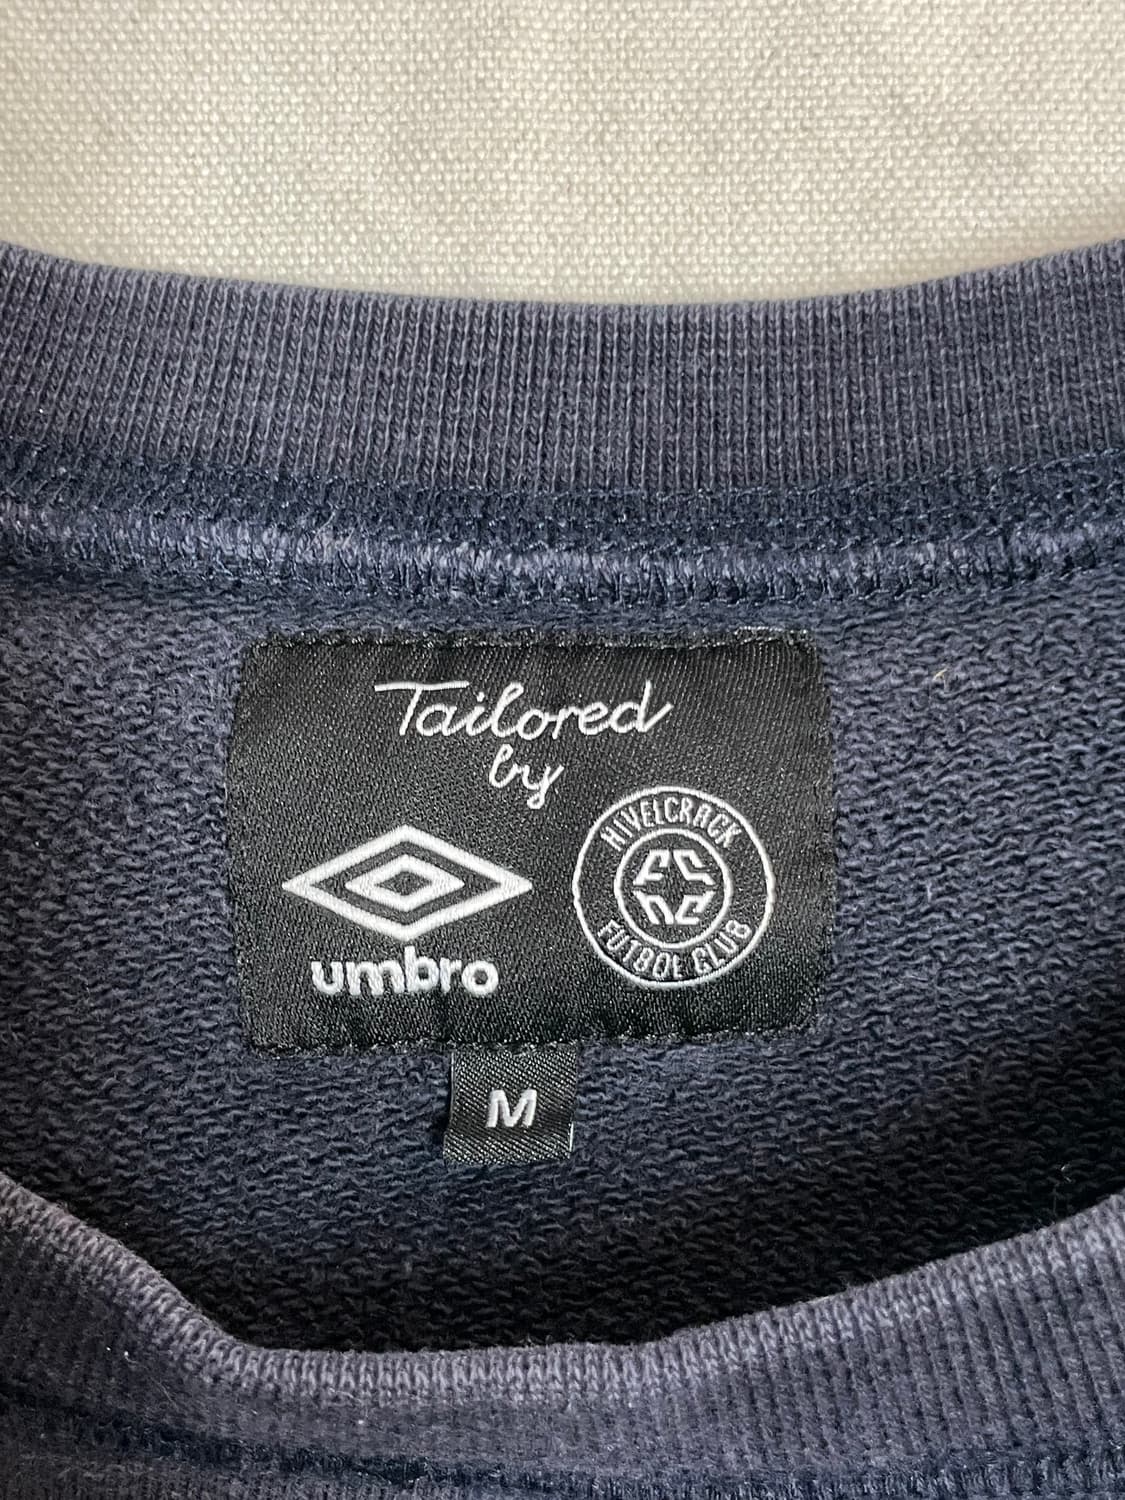 Tailored
by
umbro
NIVELCRACK
FUTBOL CLUB
M